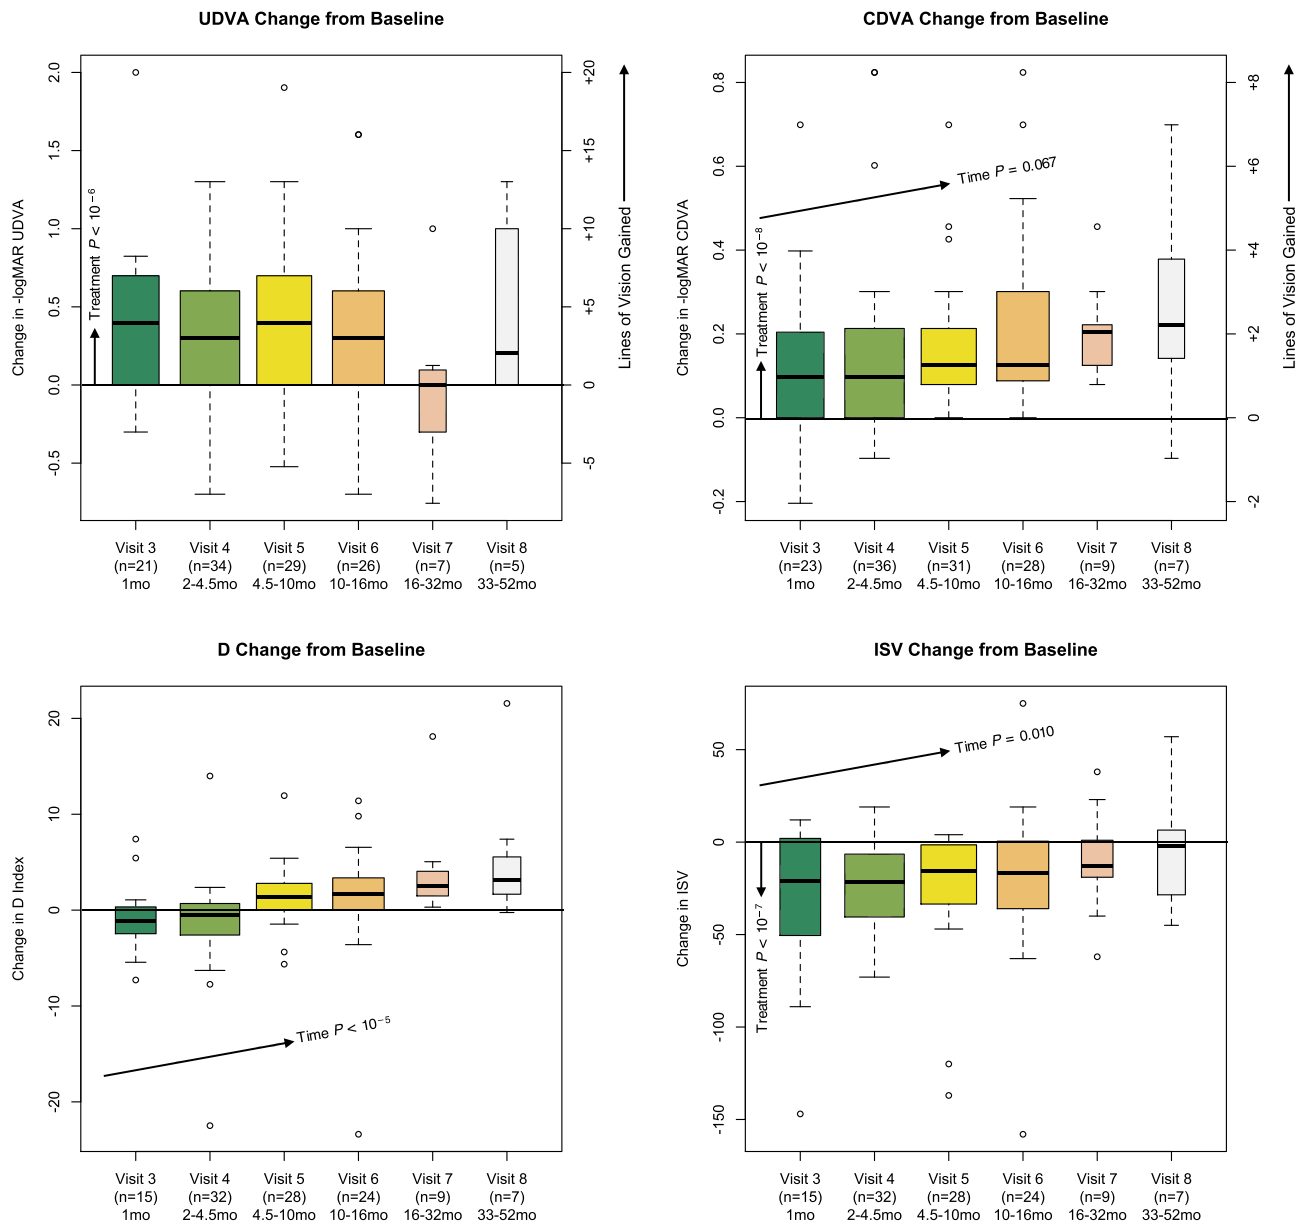 UDVA Change from Baseline
Change in -logMAR UDVA
2.0
1.5
1.0
0.5
0.0
-0.5
Treatment P < 10⁻⁶
+20
+15
+10
+5
0
-5
Lines of Vision Gained
Visit 3 Visit 4 Visit 5 Visit 6 Visit 7 Visit 8
(n=21) (n=34) (n=29) (n=26) (n=7) (n=5)
1mo 2-4.5mo 4.5-10mo 10-16mo 16-32mo 33-52mo
CDVA Change from Baseline
Change in -logMAR CDVA
0.8
0.6
0.4
0.2
0.0
-0.2
Treatment P < 10⁻⁸
Time P = 0.067
+8
+6
+4
+2
0
-2
Lines of Vision Gained
Visit 3 Visit 4 Visit 5 Visit 6 Visit 7 Visit 8
(n=23) (n=36) (n=31) (n=28) (n=9) (n=7)
1mo 2-4.5mo 4.5-10mo 10-16mo 16-32mo 33-52mo
D Change from Baseline
Change in D Index
20
10
0
-10
-20
Time P < 10⁻⁵
Visit 3 Visit 4 Visit 5 Visit 6 Visit 7 Visit 8
(n=15) (n=32) (n=28) (n=24) (n=9) (n=7)
1mo 2-4.5mo 4.5-10mo 10-16mo 16-32mo 33-52mo
ISV Change from Baseline
Change in ISV
50
0
-50
-100
-150
Time P = 0.010
Treatment P < 10⁻⁷
Visit 3 Visit 4 Visit 5 Visit 6 Visit 7 Visit 8
(n=15) (n=32) (n=28) (n=24) (n=9) (n=7)
1mo 2-4.5mo 4.5-10mo 10-16mo 16-32mo 33-52mo